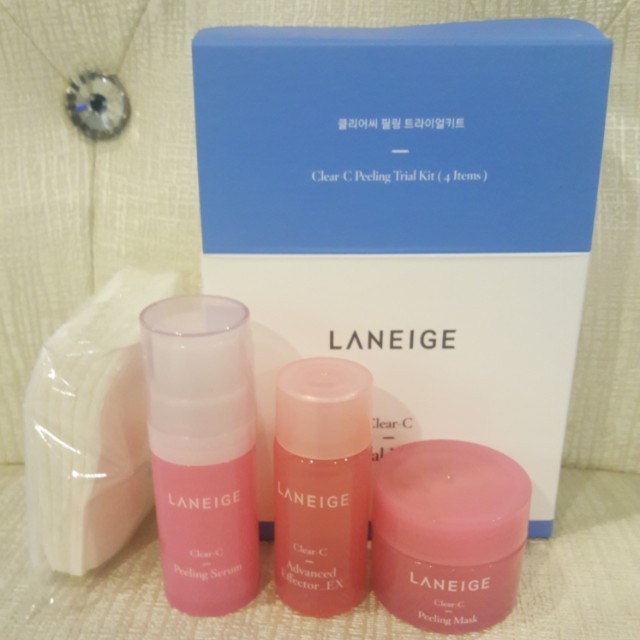 클리어씨 필링 트라이얼키트
Clear-C Peeling Trial Kit ( 4 Items )
LANEIGE
Clear-C
LANEIGE
Clear-C
Peeling Serum
LANEIGE
Clear-C
Advanced
Effector_EX
LANEIGE
Clear-C
Peeling Mask